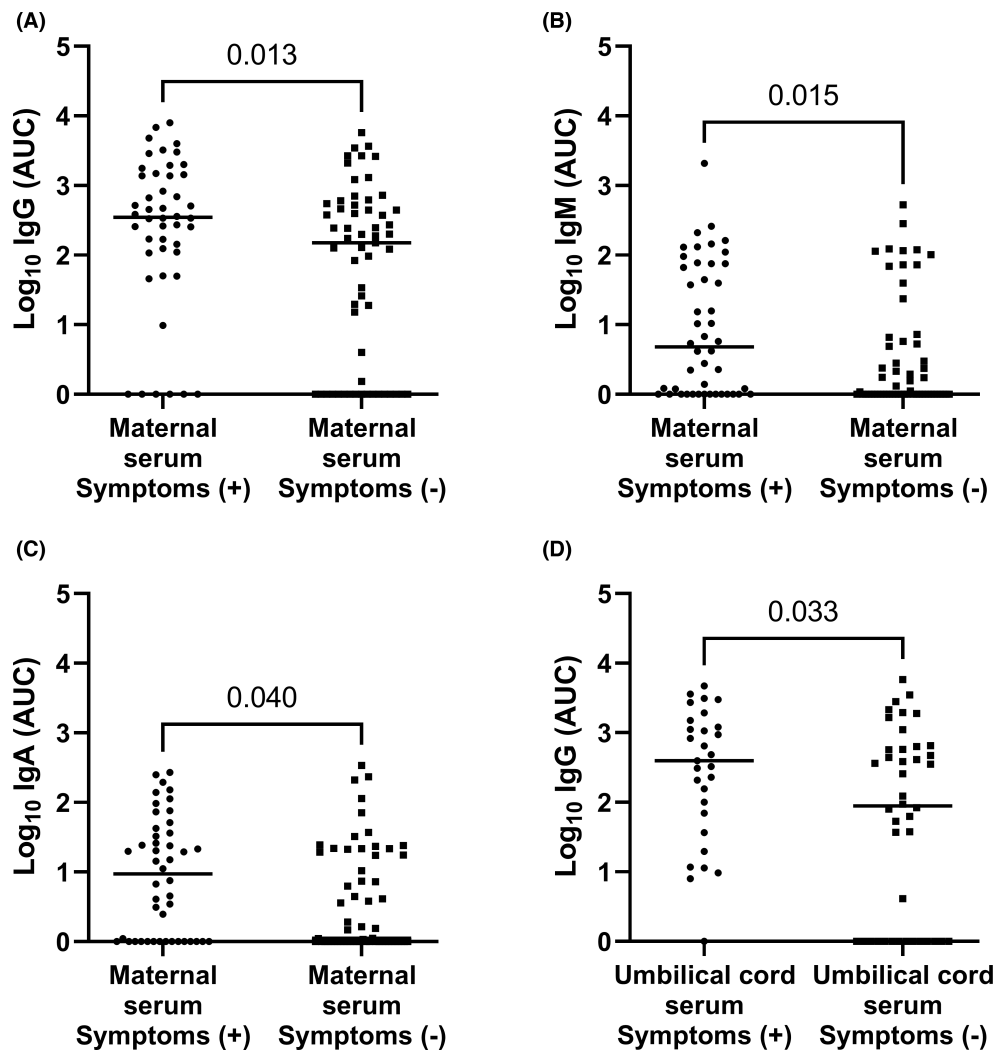 (A)
5
4
3
2
1
0
Log10 IgG (AUC)
0.013
Maternal
serum
Symptoms (+)
Maternal
serum
Symptoms (-)
(B)
5
4
3
2
1
0
Log10 IgM (AUC)
0.015
Maternal
serum
Symptoms (+)
Maternal
serum
Symptoms (-)
(C)
5
4
3
2
1
0
Log10 IgA (AUC)
0.040
Maternal
serum
Symptoms (+)
Maternal
serum
Symptoms (-)
(D)
5
4
3
2
1
0
Log10 IgG (AUC)
0.033
Umbilical cord
serum
Symptoms (+)
Umbilical cord
serum
Symptoms (-)